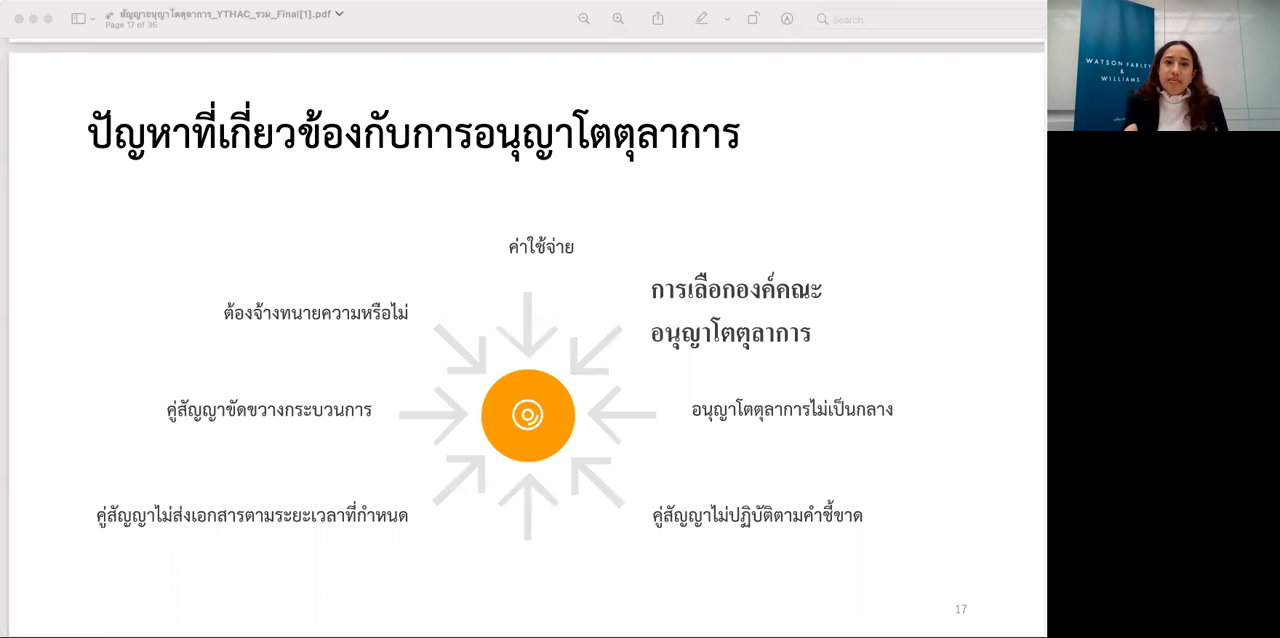 สัญญาอนุญาโตตุลาการ_YTHAC_รวม_Final[1].pdf
Page 17 of 35
Search
WATSON FARLEY
&
WILLIAMS
ปัญหาที่เกี่ยวข้องกับการอนุญาโตตุลาการ
ค่าใช้จ่าย
การเลือกองค์คณะ
อนุญาโตตุลาการ
ต้องจ้างทนายความหรือไม่
คู่สัญญาขัดขวางกระบวนการ
อนุญาโตตุลาการไม่เป็นกลาง
คู่สัญญาไม่ส่งเอกสารตามระยะเวลาที่กำหนด
คู่สัญญาไม่ปฏิบัติตามคำชี้ขาด
17